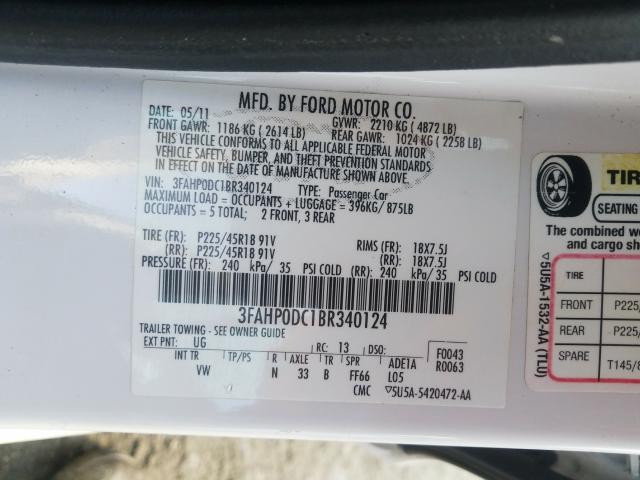 MFD. BY FORD MOTOR CO.
DATE: 05/11 GVWR: 2210 KG ( 4872 LB)
FRONT GAWR: 1186 KG ( 2614 LB) REAR GAWR: 1024 KG ( 2258 LB)
THIS VEHICLE CONFORMS TO ALL APPLICABLE FEDERAL MOTOR
VEHICLE SAFETY, BUMPER, AND THEFT PREVENTION STANDARDS
IN EFFECT ON THE DATE OF MANUFACTURE SHOWN ABOVE.
VIN: 3FAHP0DC1BR340124 TYPE: Passenger Car
MAXIMUM LOAD = OCCUPANTS + LUGGAGE = 396KG/ 875LB
OCCUPANTS = 5 TOTAL; 2 FRONT, 3 REAR
TIRE (FR): P225/45R18 91V RIMS (FR): 18X7.5J
(RR): P225/45R18 91V (RR): 18X7.5J
PRESSURE (FR): 240 kPa/ 35 PSI COLD (RR): 240 kPa/ 35 PSI COLD
3FAHP0DC1BR340124
TRAILER TOWING - SEE OWNER GUIDE
EXT PNT: UG RC: 13 DSO: F0043
INT TR TP/PS R AXLE TR SPR ADE1A R0063
VW N 33 B FF66 L05
CMC ▽5U5A-5420472-AA
TIR
SEATING
The combined we
and cargo sh
TIRE
FRONT P225/
REAR P225/
SPARE T145/8
▽5U5A-1532-AA (TLU)